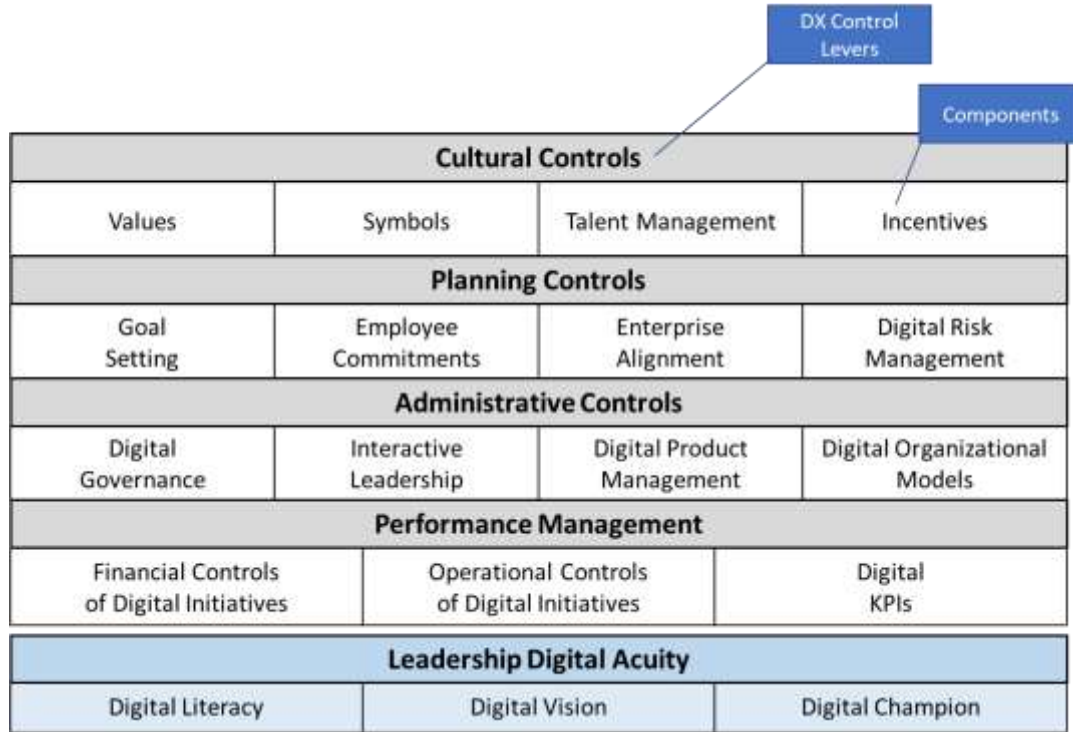 DX Control
Levers
Components
Cultural Controls
Values
Symbols
Talent Management
Incentives
Planning Controls
Goal
Setting
Employee
Commitments
Enterprise
Alignment
Digital Risk
Management
Administrative Controls
Digital
Governance
Interactive
Leadership
Digital Product
Management
Digital Organizational
Models
Performance Management
Financial Controls
of Digital Initiatives
Operational Controls
of Digital Initiatives
Digital
KPIs
Leadership Digital Acuity
Digital Literacy
Digital Vision
Digital Champion